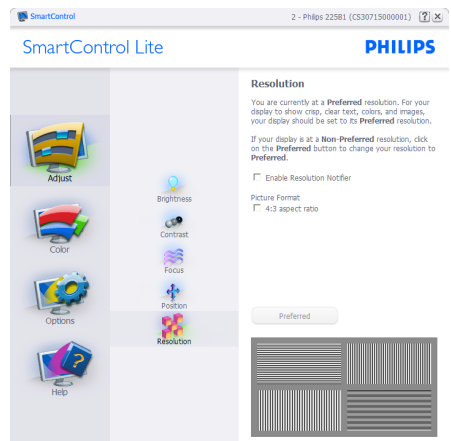 SmartControl
2 - Philips 225B1 (CS30715000001)
?
SmartControl Lite
PHILIPS
Adjust
Color
Options
Help
Brightness
Contrast
Focus
Position
Resolution
Resolution
You are currently at a Preferred resolution. For your
display to show crisp, clear text, colors, and images,
your display should be set to its Preferred resolution.
If your display is at a Non-Preferred resolution, click
on the Preferred button to change your resolution to
Preferred.
Enable Resolution Notifier
Picture Format
4:3 aspect ratio
Preferred